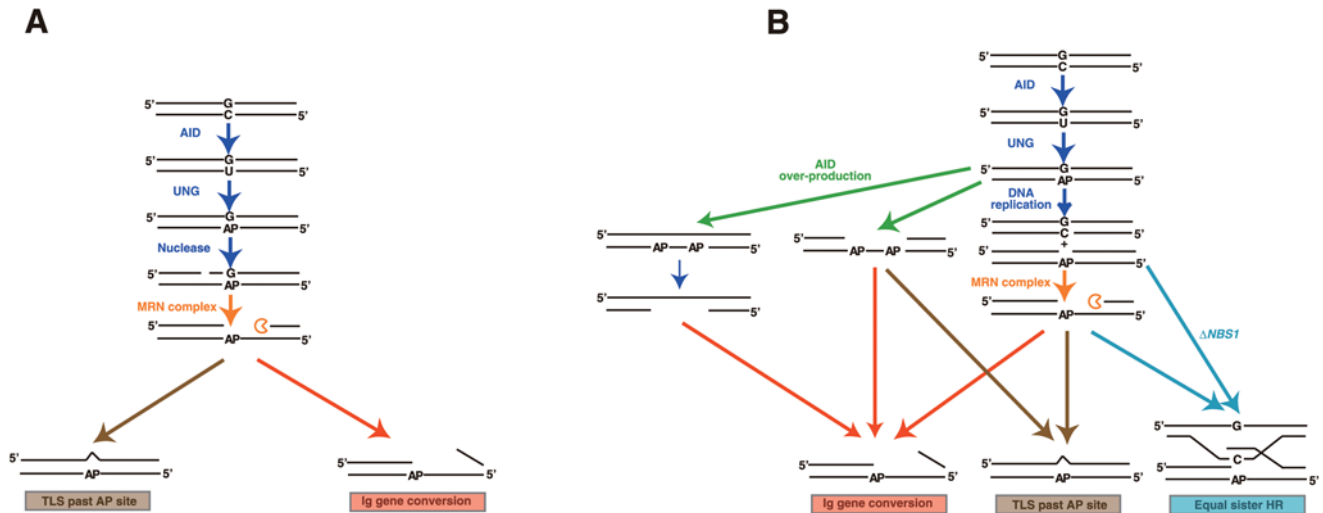 A
5' G
C 5'
AID
5' G
U 5'
UNG
5' G
AP 5'
Nuclease
5' G
AP 5'
MRN complex
5'
AP 5'
5'
AP 5'
TLS past AP site
5'
AP 5'
Ig gene conversion
B
5' G
C 5'
AID
5' G
U 5'
UNG
5' G
AP 5'
AID
over-production
DNA
replication
5' G
C 5'
+
5'
AP 5'
5'
AP AP 5'
5'
AP AP 5'
5'
5'
MRN complex
5'
AP 5'
ΔNBS1
5'
AP 5'
Ig gene conversion
5'
AP 5'
TLS past AP site
5' G
C
5'
5'
AP 5'
Equal sister HR